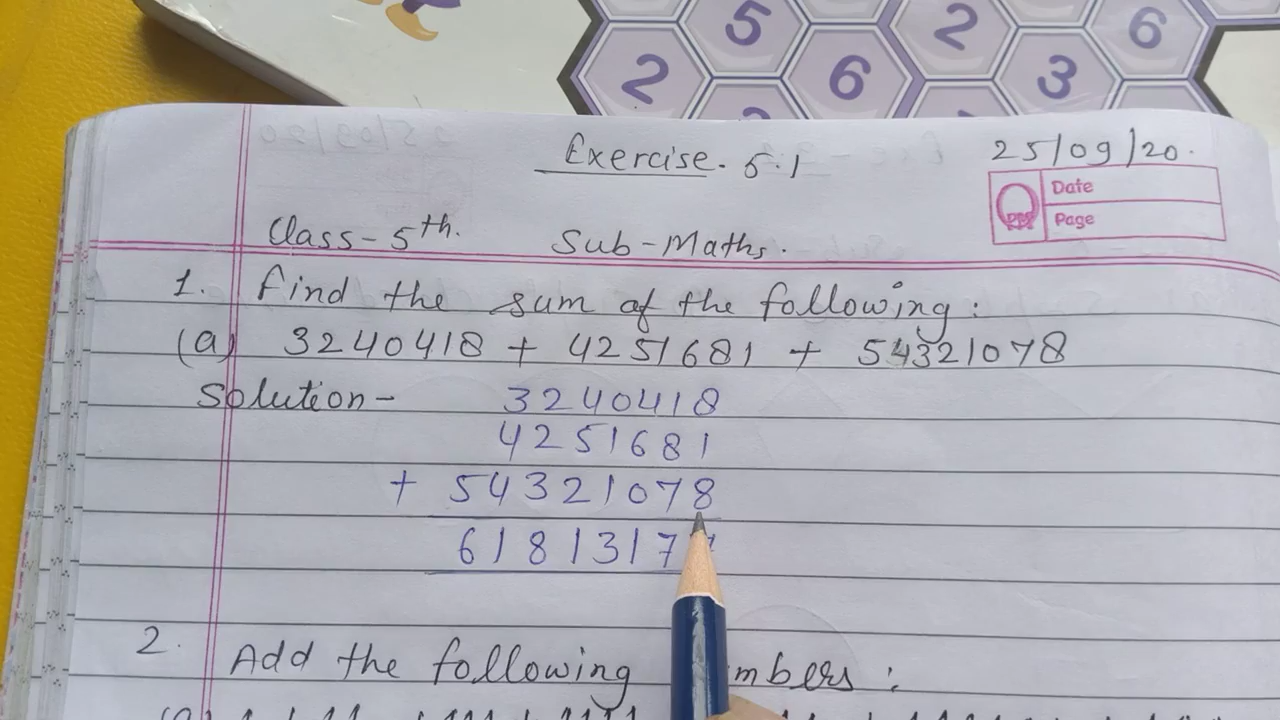 5 2 6
2 6 3
Exercise. 5.1
25/09/20.
Date
Page
Class - 5th. Sub - Maths.
1. Find the sum of the following :
(a) 3240418 + 4251681 + 54321078
Solution - 3240418
4251681
+ 54321078
6181317
2. Add the following mbers :